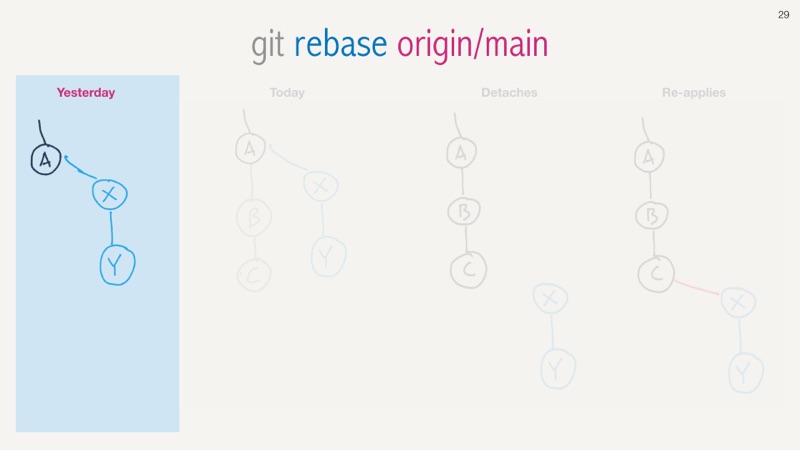 29
git rebase origin/main
Yesterday
Today
Detaches
Re-applies
A
X
Y
A
X
B
Y
C
A
B
C
X
Y
A
B
C
X
Y